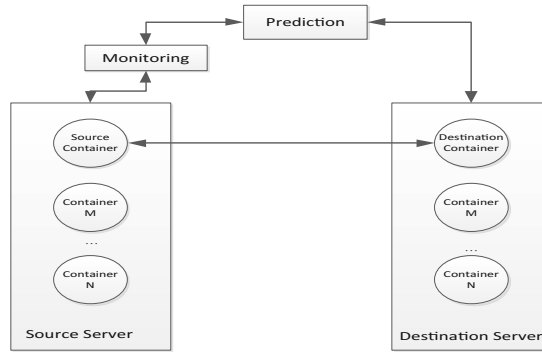 Prediction
Monitoring
Source
Container
Container
M
...
Container
N
Source Server
Destination
Container
Container
M
...
Container
N
Destination Server